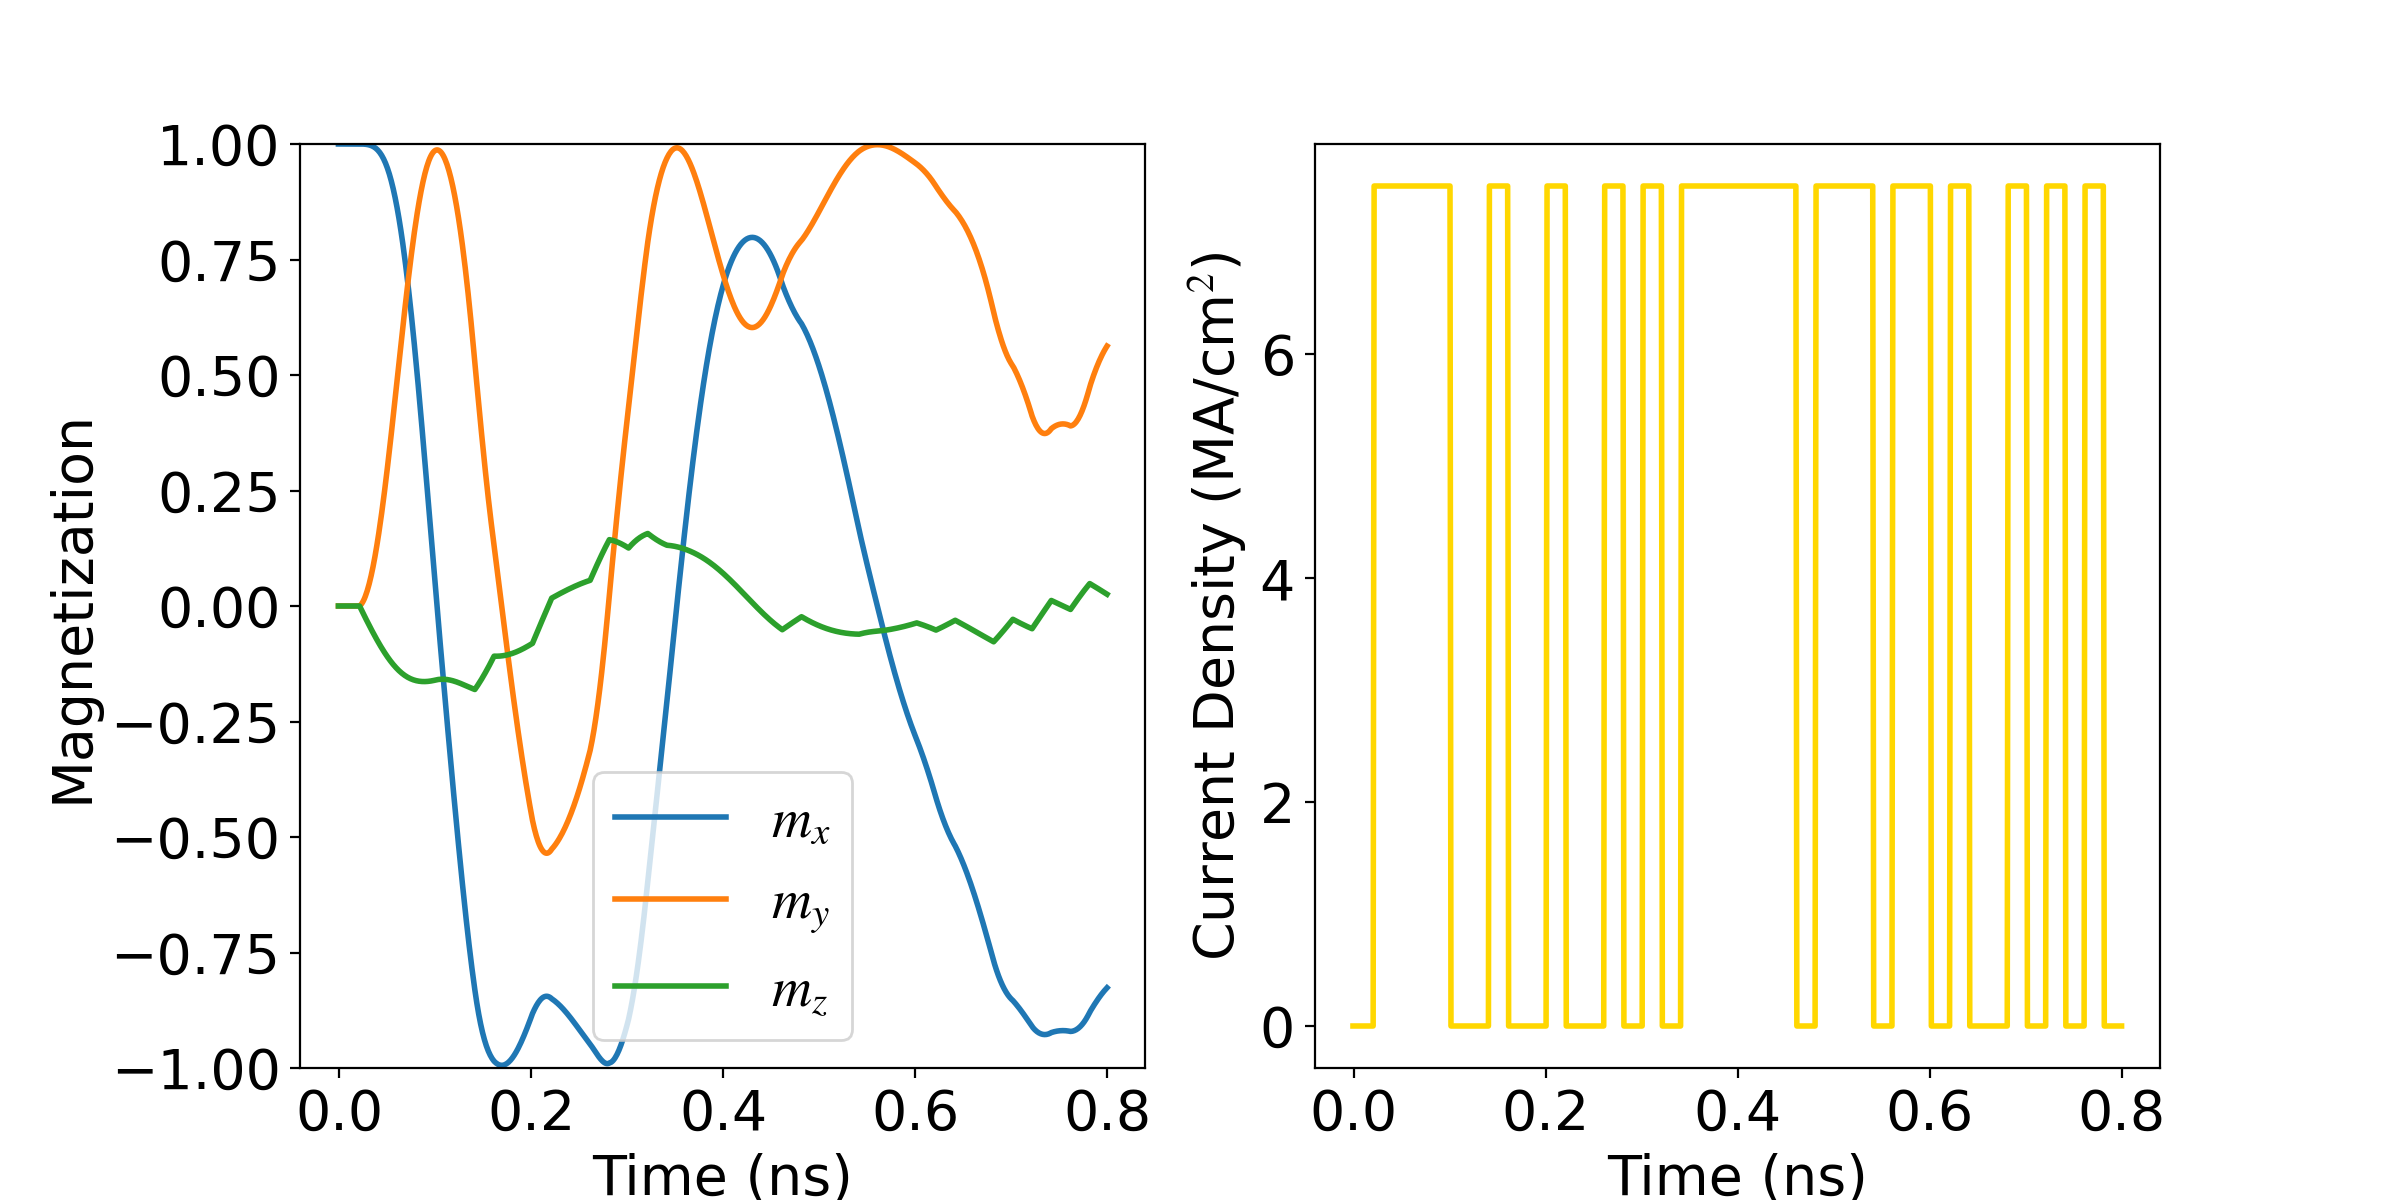 Magnetization
1.00
0.75
0.50
0.25
0.00
−0.25
−0.50
−0.75
−1.00
0.0 0.2 0.4 0.6 0.8
Time (ns)
m_x
m_y
m_z
Current Density (MA/cm²)
6
4
2
0
0.0 0.2 0.4 0.6 0.8
Time (ns)